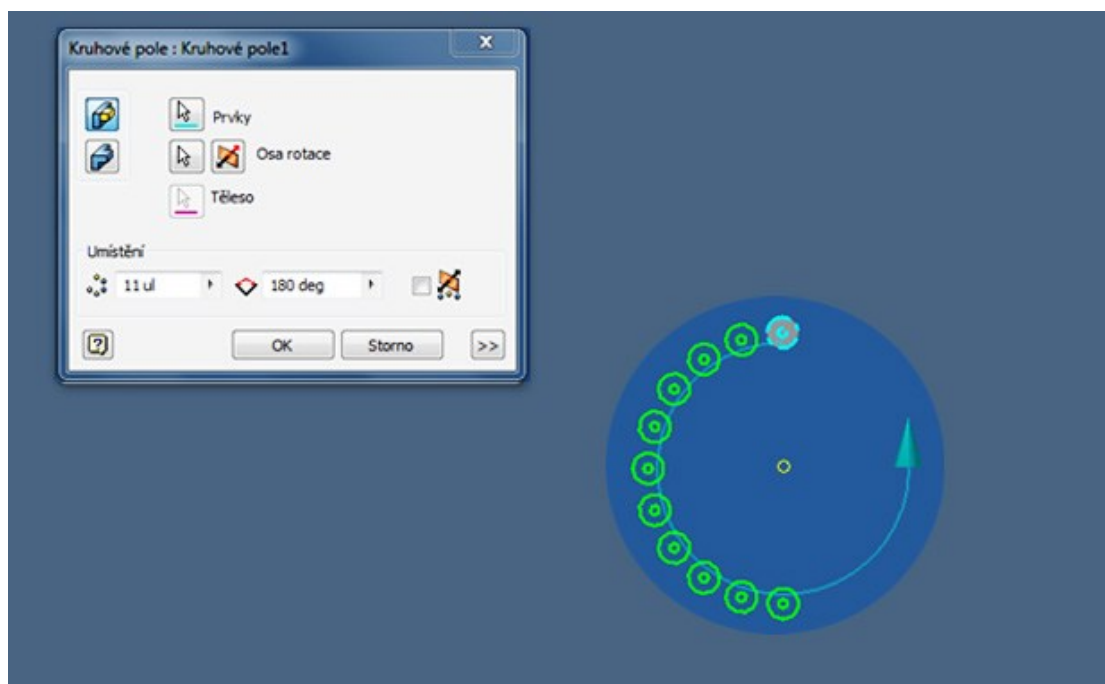 Kruhové pole : Kruhové pole1
Prvky
Osa rotace
Těleso
Umístění
11 ul
180 deg
OK
Storno
>>